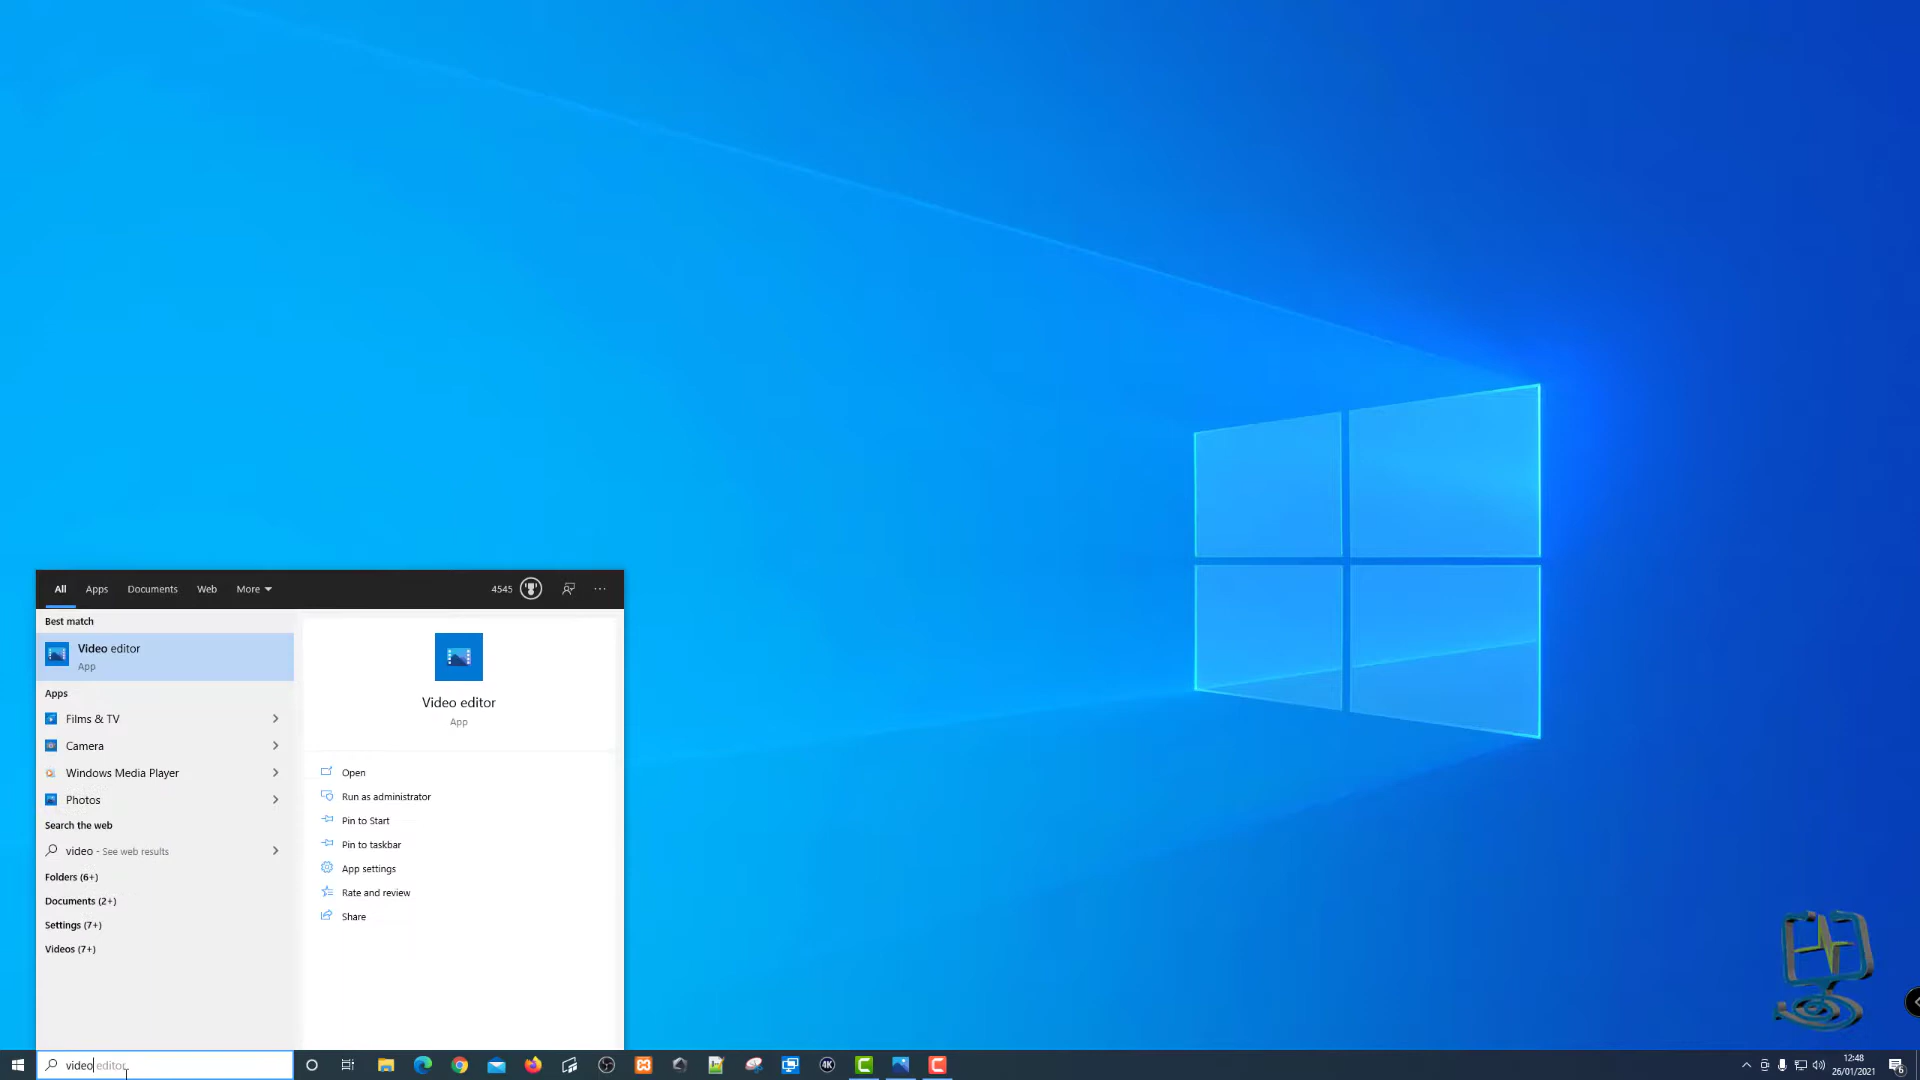 All Apps Documents Web More 4545 ...
Best match
Video editor
App
Apps
Films & TV
Camera
Windows Media Player
Photos
Search the web
video - See web results
Folders (6+)
Documents (2+)
Settings (7+)
Videos (7+)
Video editor
App
Open
Run as administrator
Pin to Start
Pin to taskbar
App settings
Rate and review
Share
video editor
4K
12:48
26/01/2021
6